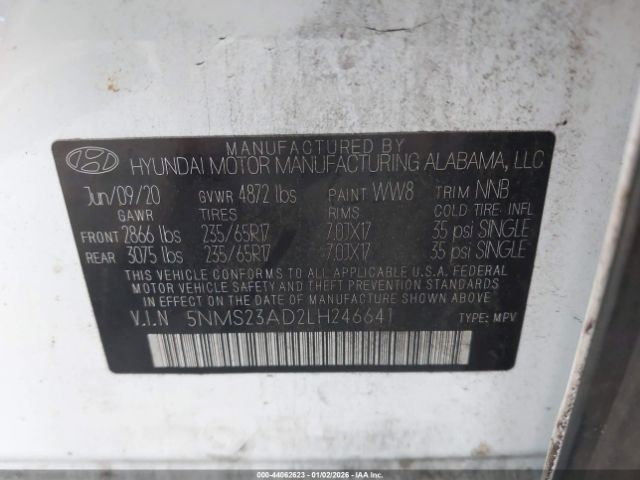 MANUFACTURED BY
HYUNDAI MOTOR MANUFACTURING ALABAMA, LLC
Jun/09/20 GVWR 4872 lbs PAINT WW8 TRIM NNB
GAWR TIRES RIMS COLD TIRE INFL
FRONT 2866 lbs 235/65R17 7.0JX17 35 psi SINGLE
REAR 3075 lbs 235/65R17 7.0JX17 35 psi SINGLE
THIS VEHICLE CONFORMS TO ALL APPLICABLE U.S.A. FEDERAL
MOTOR VEHICLE SAFETY AND THEFT PREVENTION STANDARDS
IN EFFECT ON THE DATE OF MANUFACTURE SHOWN ABOVE.
V.I.N 5NMS23AD2LH246641 TYPE: MPV
000-44062623 - 01/02/2026 - IAA Inc.